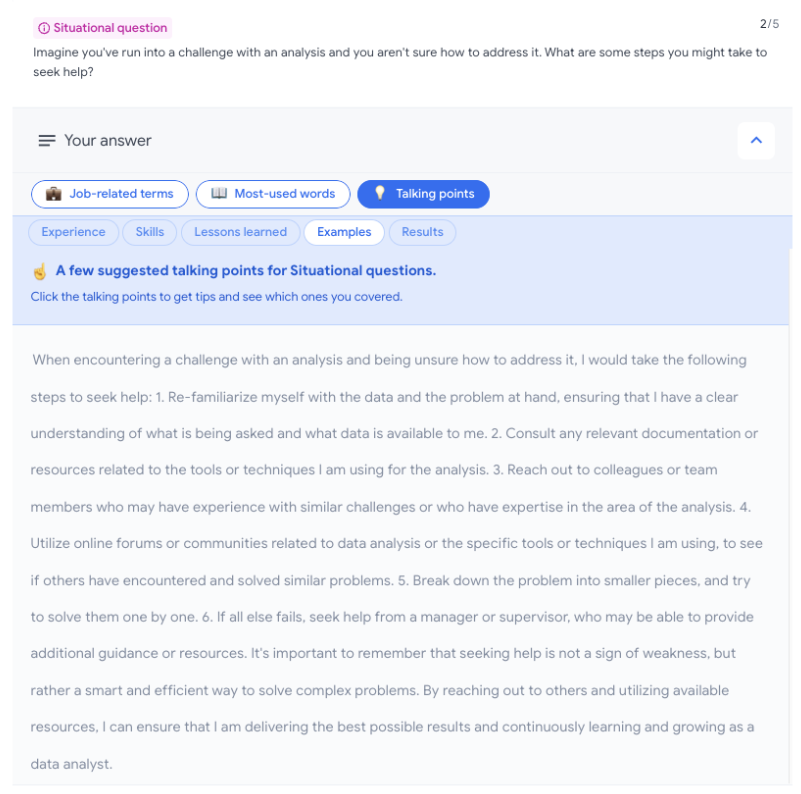 Situational question
2/5
Imagine you've run into a challenge with an analysis and you aren't sure how to address it. What are some steps you might take to
seek help?
Your answer
Job-related terms
Most-used words
Talking points
Experience
Skills
Lessons learned
Examples
Results
A few suggested talking points for Situational questions.
Click the talking points to get tips and see which ones you covered.
When encountering a challenge with an analysis and being unsure how to address it, I would take the following
steps to seek help: 1. Re-familiarize myself with the data and the problem at hand, ensuring that I have a clear
understanding of what is being asked and what data is available to me. 2. Consult any relevant documentation or
resources related to the tools or techniques I am using for the analysis. 3. Reach out to colleagues or team
members who may have experience with similar challenges or who have expertise in the area of the analysis. 4.
Utilize online forums or communities related to data analysis or the specific tools or techniques I am using, to see
if others have encountered and solved similar problems. 5. Break down the problem into smaller pieces, and try
to solve them one by one. 6. If all else fails, seek help from a manager or supervisor, who may be able to provide
additional guidance or resources. It's important to remember that seeking help is not a sign of weakness, but
rather a smart and efficient way to solve complex problems. By reaching out to others and utilizing available
resources, I can ensure that I am delivering the best possible results and continuously learning and growing as a
data analyst.